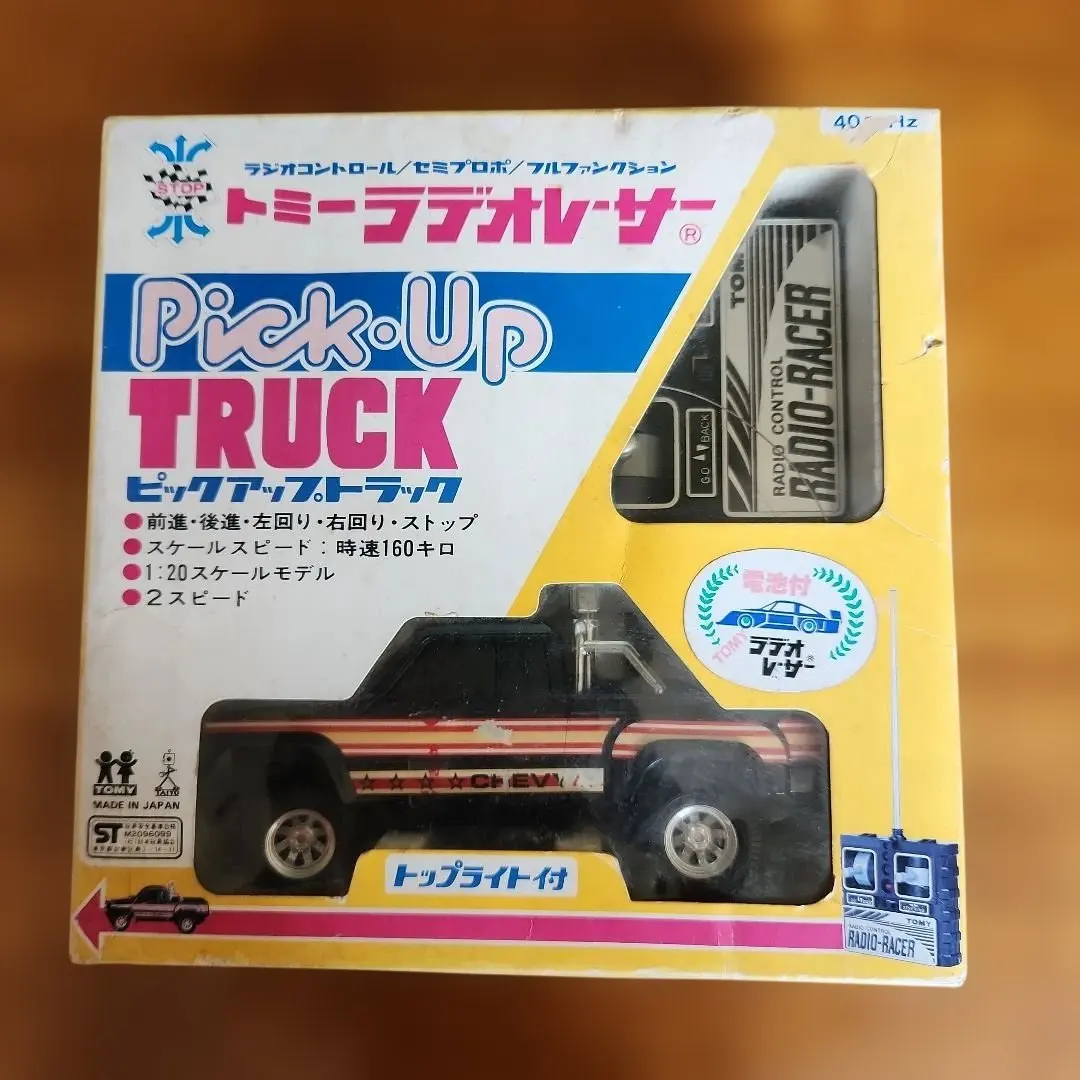 40 Hz
STOP
ラジオコントロール/セミプロポ/フルファンクション
トミーラデオレーサー®
Pick・Up
TRUCK
ピックアップトラック
●前進・後進・左回り・右回り・ストップ
●スケールスピード：時速160キロ
●1:20スケールモデル
●2スピード
TOMY
RADIO CONTROL
RADIO-RACER
GO ▲▼ BACK
電池付
TOMY
ラデオ
レーサー®
CHEVY
TOMY
TAIYO
MADE IN JAPAN
ST
M2096099
トップライト付
TOMY
RADIO CONTROL
RADIO-RACER